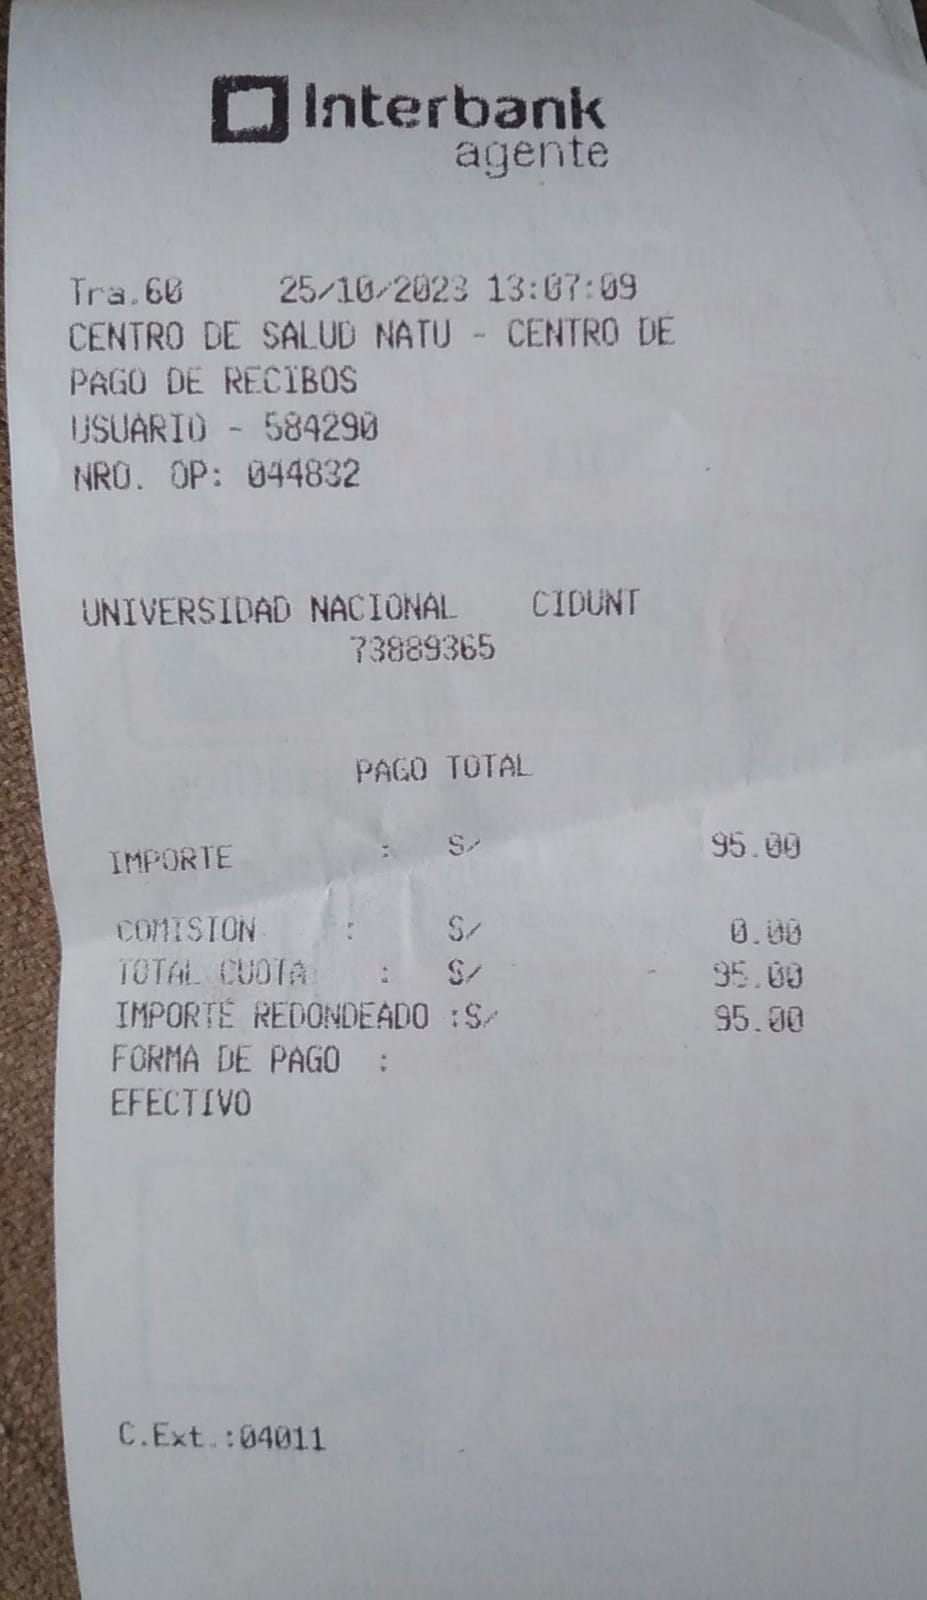 Interbank
agente
Tra.60 25/10/2023 13:07:09
CENTRO DE SALUD NATU - CENTRO DE
PAGO DE RECIBOS
USUARIO - 584290
NRO. OP: 044832
UNIVERSIDAD NACIONAL CIDUNT
73889365
PAGO TOTAL
IMPORTE : S/ 95.00
COMISION : S/ 0.00
TOTAL CUOTA : S/ 95.00
IMPORTE REDONDEADO :S/ 95.00
FORMA DE PAGO :
EFECTIVO
C.Ext.:04011